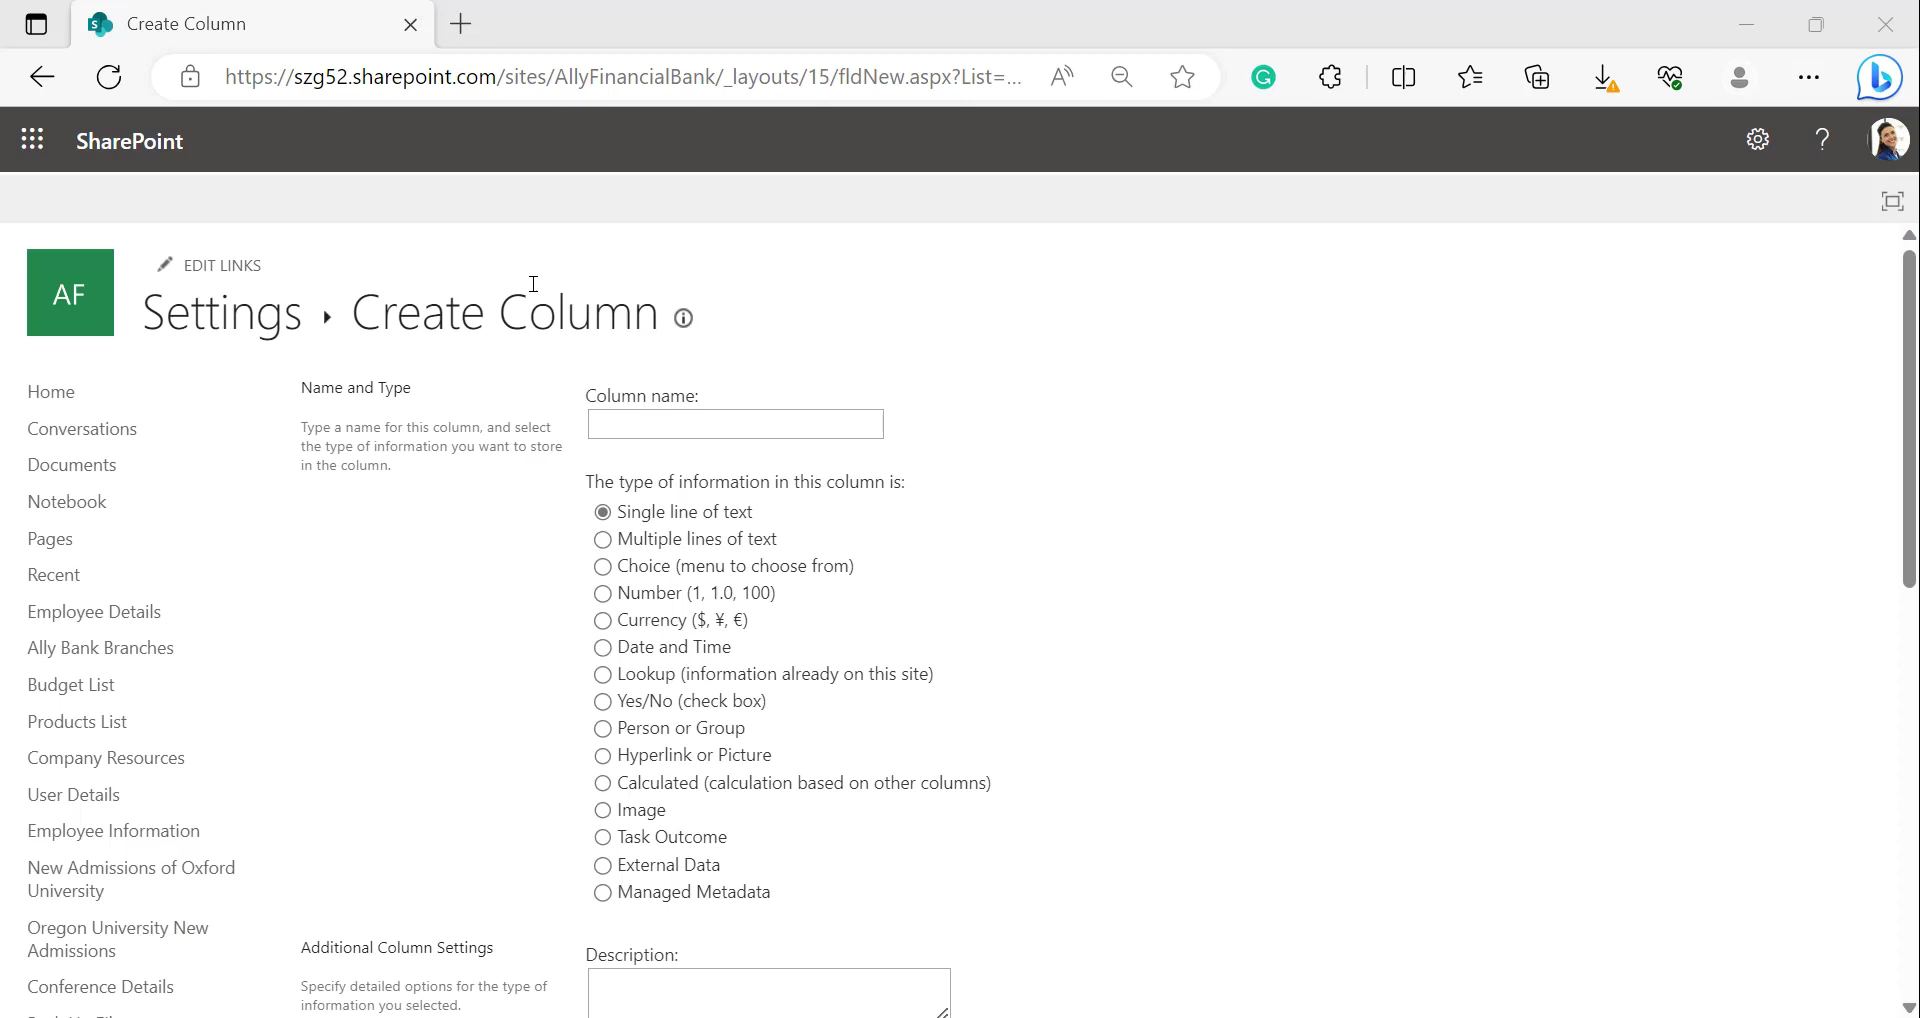 Create Column
https://szg52.sharepoint.com/sites/AllyFinancialBank/_layouts/15/fldNew.aspx?List=...
SharePoint
?
AF
EDIT LINKS
Settings ▸ Create Column
Home
Conversations
Documents
Notebook
Pages
Recent
Employee Details
Ally Bank Branches
Budget List
Products List
Company Resources
User Details
Employee Information
New Admissions of Oxford
University
Oregon University New
Admissions
Conference Details
Name and Type
Type a name for this column, and select
the type of information you want to store
in the column.
Column name:
The type of information in this column is:
Single line of text
Multiple lines of text
Choice (menu to choose from)
Number (1, 1.0, 100)
Currency ($, ¥, €)
Date and Time
Lookup (information already on this site)
Yes/No (check box)
Person or Group
Hyperlink or Picture
Calculated (calculation based on other columns)
Image
Task Outcome
External Data
Managed Metadata
Additional Column Settings
Specify detailed options for the type of
information you selected.
Description: